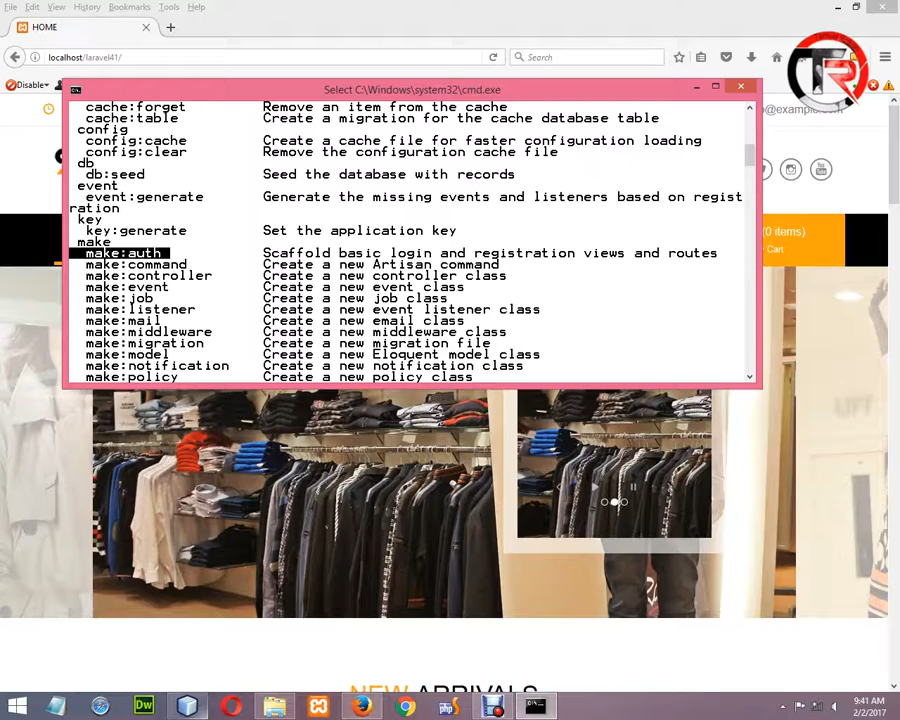 File Edit View History Bookmarks Tools Help
HOME
localhost/laravel41/
Search
Disable
Select C:\Windows\system32\cmd.exe
TR
@example.com
cache:forget Remove an item from the cache
cache:table Create a migration for the cache database table
config
config:cache Create a cache file for faster configuration loading
config:clear Remove the configuration cache file
db
db:seed Seed the database with records
event
event:generate Generate the missing events and listeners based on regist
ration
key
key:generate Set the application key
make
make:auth Scaffold basic login and registration views and routes
make:command Create a new Artisan command
make:controller Create a new controller class
make:event Create a new event class
make:job Create a new job class
make:listener Create a new event listener class
make:mail Create a new email class
make:middleware Create a new middleware class
make:migration Create a new migration file
make:model Create a new Eloquent model class
make:notification Create a new notification class
make:policy Create a new policy class
(0 items)
Cart
NEW ARRIVALS
Dw
php
9:41 AM
2/2/2017